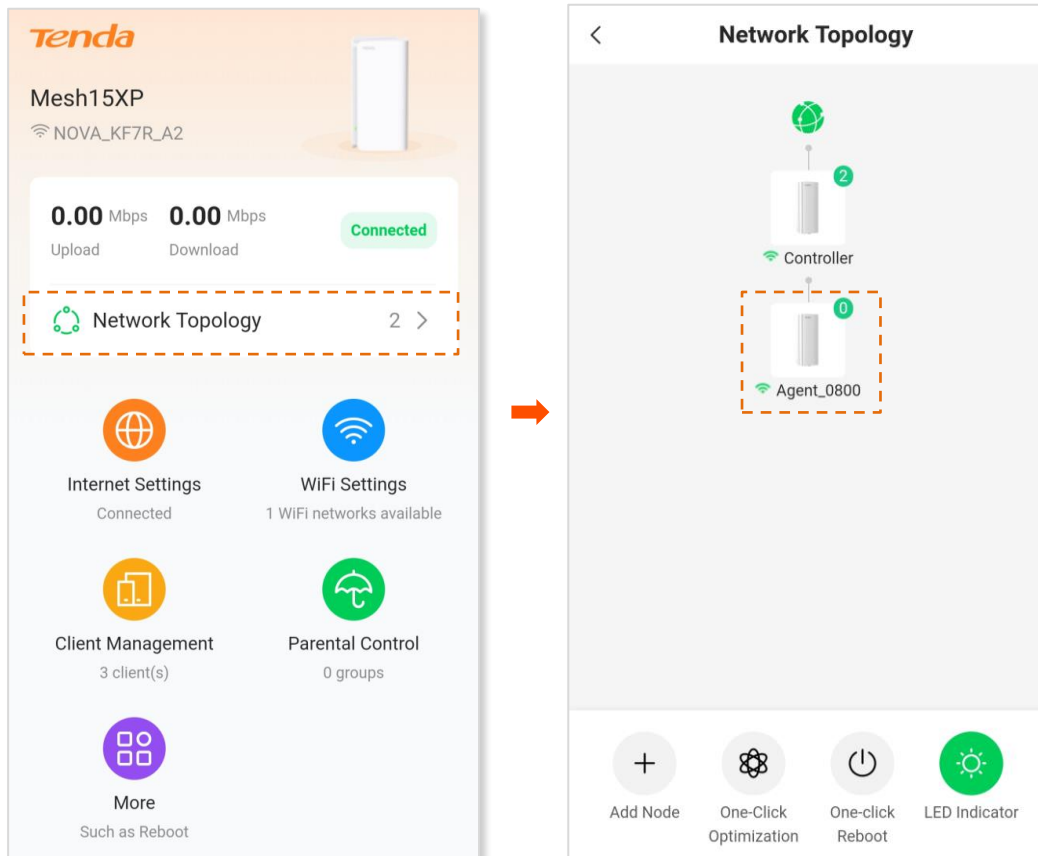 Tenda
Mesh15XP
NOVA_KF7R_A2
0.00 Mbps 0.00 Mbps
Upload Download
Connected
Network Topology 2
Internet Settings
Connected
WiFi Settings
1 WiFi networks available
Client Management
3 client(s)
Parental Control
0 groups
More
Such as Reboot
Network Topology
2
Controller
0
Agent_0800
Add Node
One-Click
Optimization
One-click
Reboot
LED Indicator